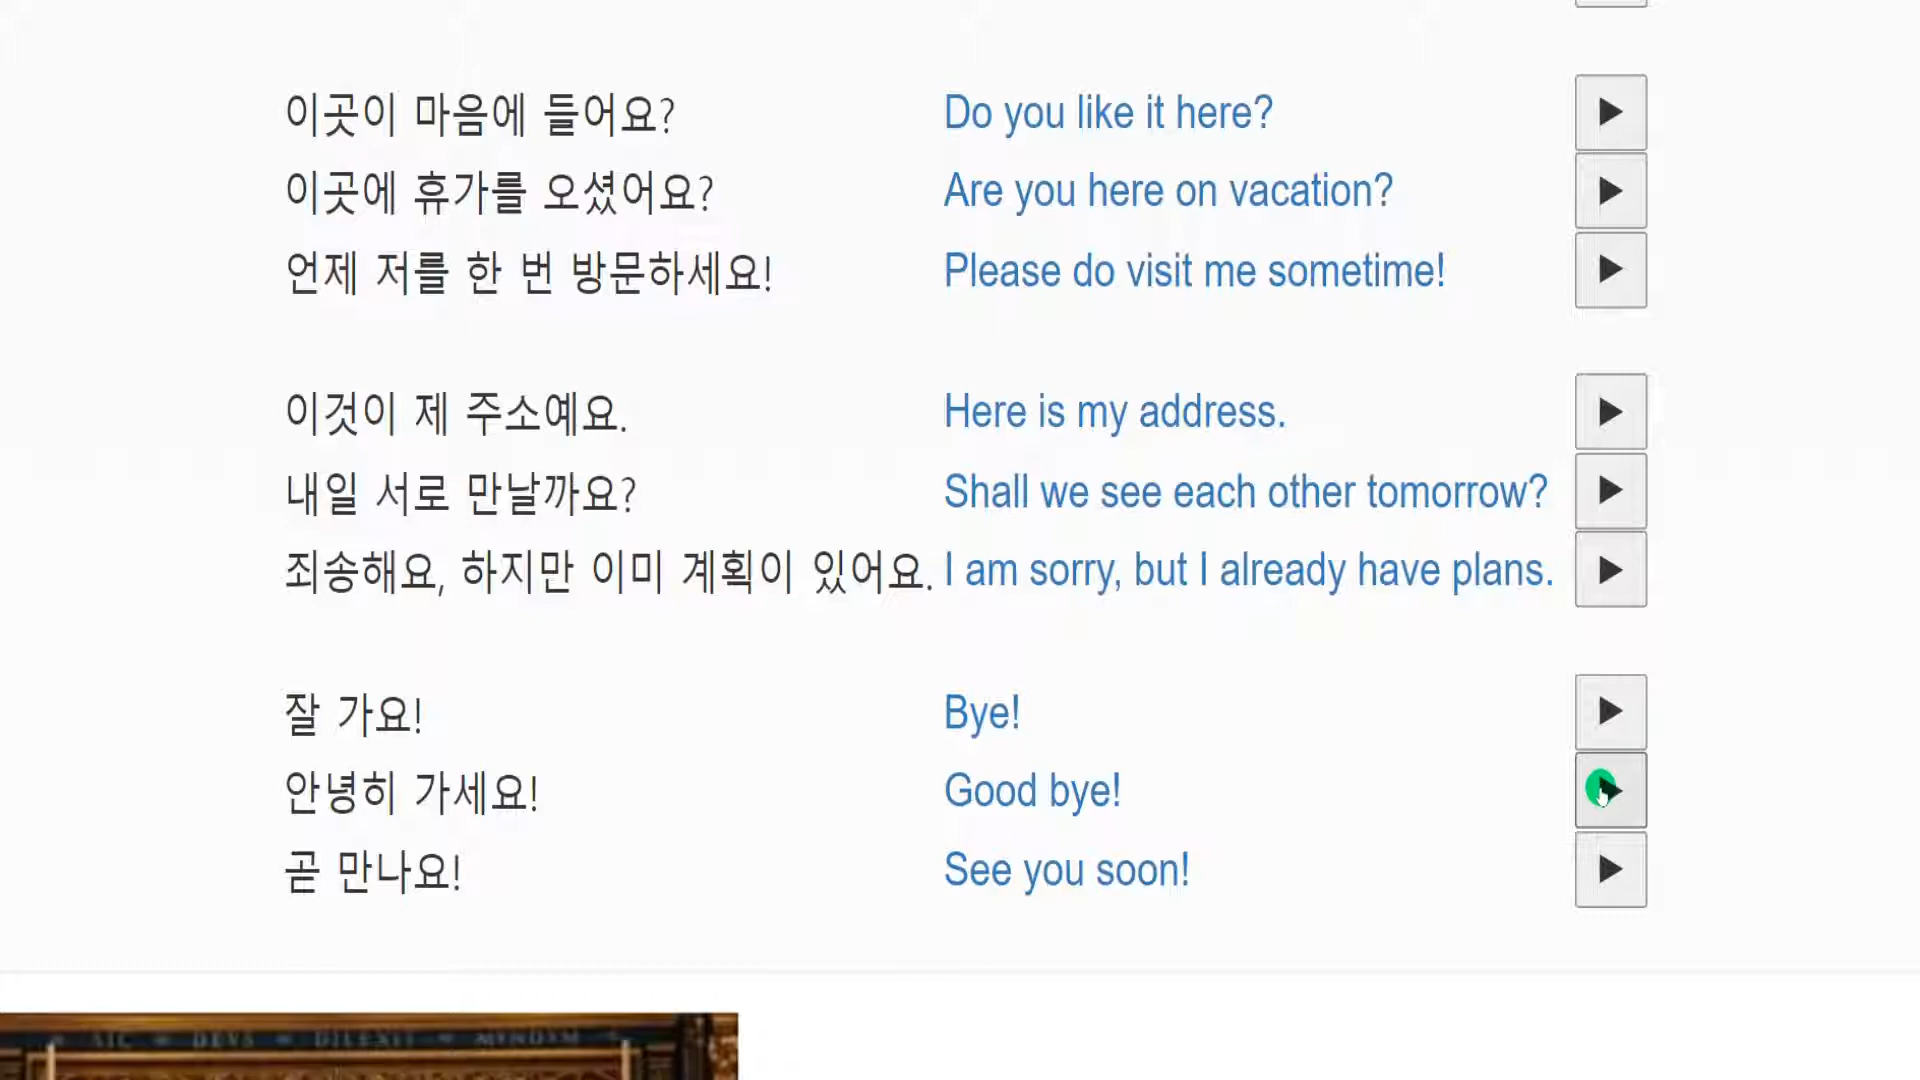 이곳이 마음에 들어요? Do you like it here?
이곳에 휴가를 오셨어요? Are you here on vacation?
언제 저를 한 번 방문하세요! Please do visit me sometime!
이것이 제 주소예요. Here is my address.
내일 서로 만날까요? Shall we see each other tomorrow?
죄송해요, 하지만 이미 계획이 있어요. I am sorry, but I already have plans.
잘 가요! Bye!
안녕히 가세요! Good bye!
곧 만나요! See you soon!
SIC DEVS DILEXIT MVNDVM